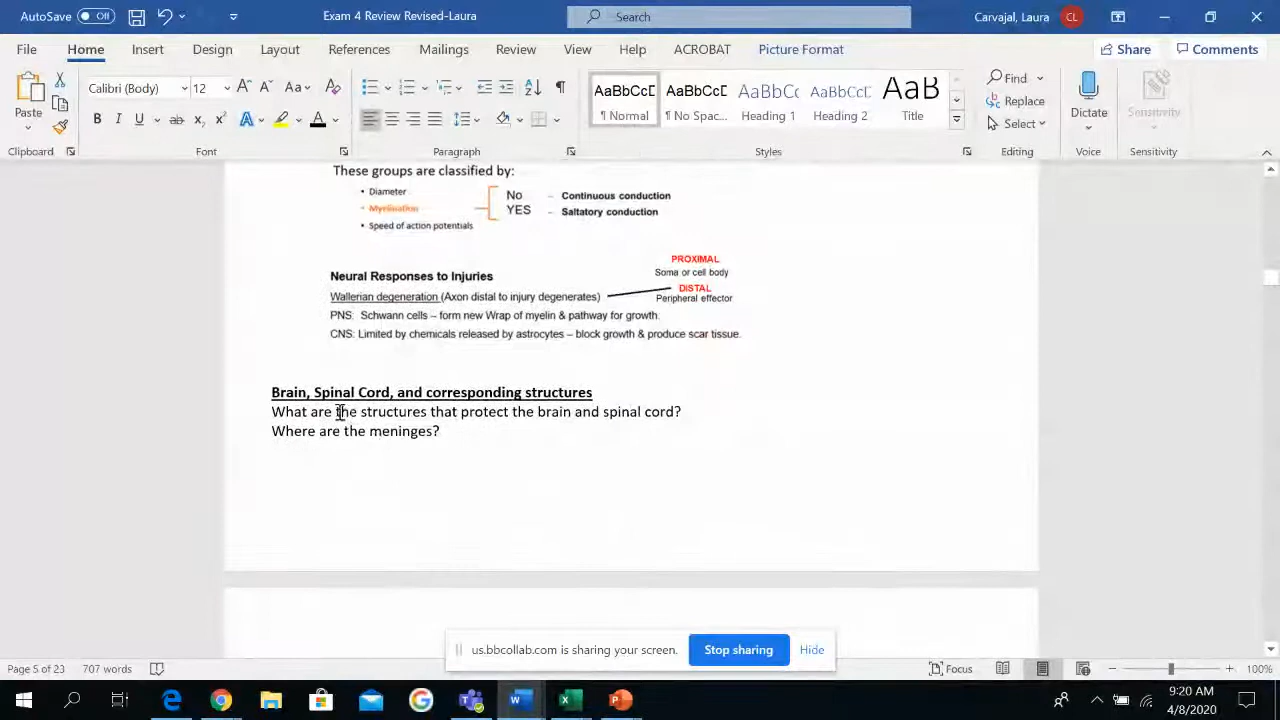 AutoSave Off Exam 4 Review Revised-Laura Search Carvajal, Laura CL
File Home Insert Design Layout References Mailings Review View Help ACROBAT Picture Format Share Comments
Calibri (Body) 12 Aa AaBbCcD AaBbCcD AaBbCc AaBbCcD AaB Find
Replace
Paste B I U ab x₂ x² A A ¶ Normal ¶ No Spac... Heading 1 Heading 2 Title Select Dictate Sensitivity
Clipboard Font Paragraph Styles Editing Voice Sensitivity
These groups are classified by:
• Diameter No – Continuous conduction
• Myelination YES – Saltatory conduction
• Speed of action potentials
PROXIMAL
Neural Responses to Injuries Soma or cell body
Wallerian degeneration (Axon distal to injury degenerates) DISTAL
Peripheral effector
PNS: Schwann cells – form new Wrap of myelin & pathway for growth.
CNS: Limited by chemicals released by astrocytes – block growth & produce scar tissue.
Brain, Spinal Cord, and corresponding structures
What are the structures that protect the brain and spinal cord?
Where are the meninges?
us.bbcollab.com is sharing your screen. Stop sharing Hide
Page 5 of 23 707 words Focus 100%
9:20 AM
4/8/2020